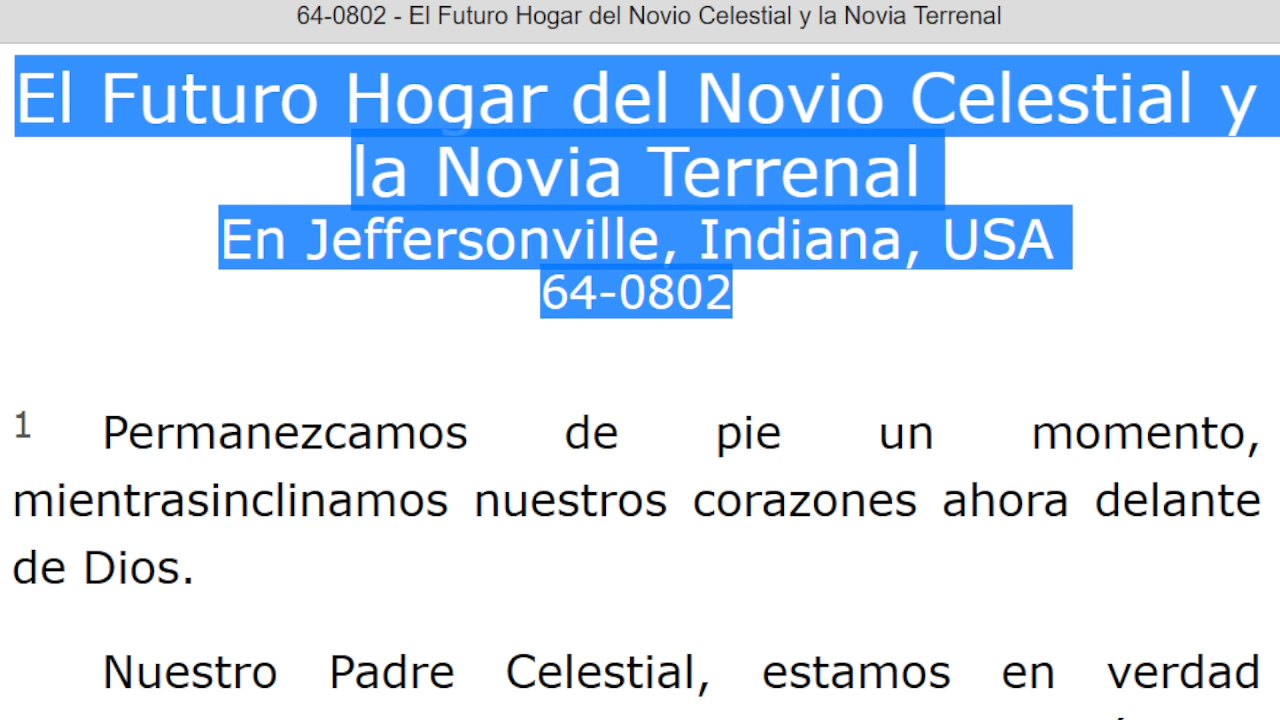 64-0802 - El Futuro Hogar del Novio Celestial y la Novia Terrenal
El Futuro Hogar del Novio Celestial y
la Novia Terrenal
En Jeffersonville, Indiana, USA
64-0802
1 Permanezcamos de pie un momento,
mientrasinclinamos nuestros corazones ahora delante
de Dios.
Nuestro Padre Celestial, estamos en verdad